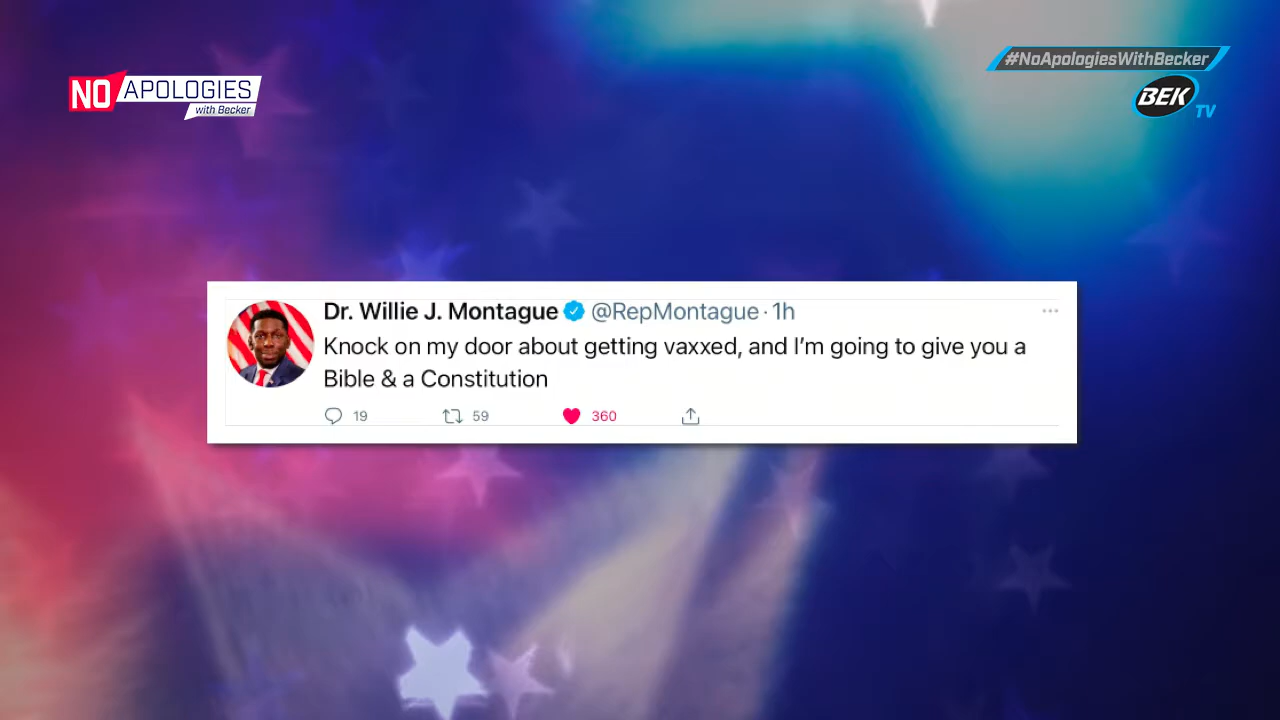 NO APOLOGIES
with Becker
#NoApologiesWithBecker
BEK TV
Dr. Willie J. Montague @RepMontague · 1h
Knock on my door about getting vaxxed, and I’m going to give you a
Bible & a Constitution
19 59 360